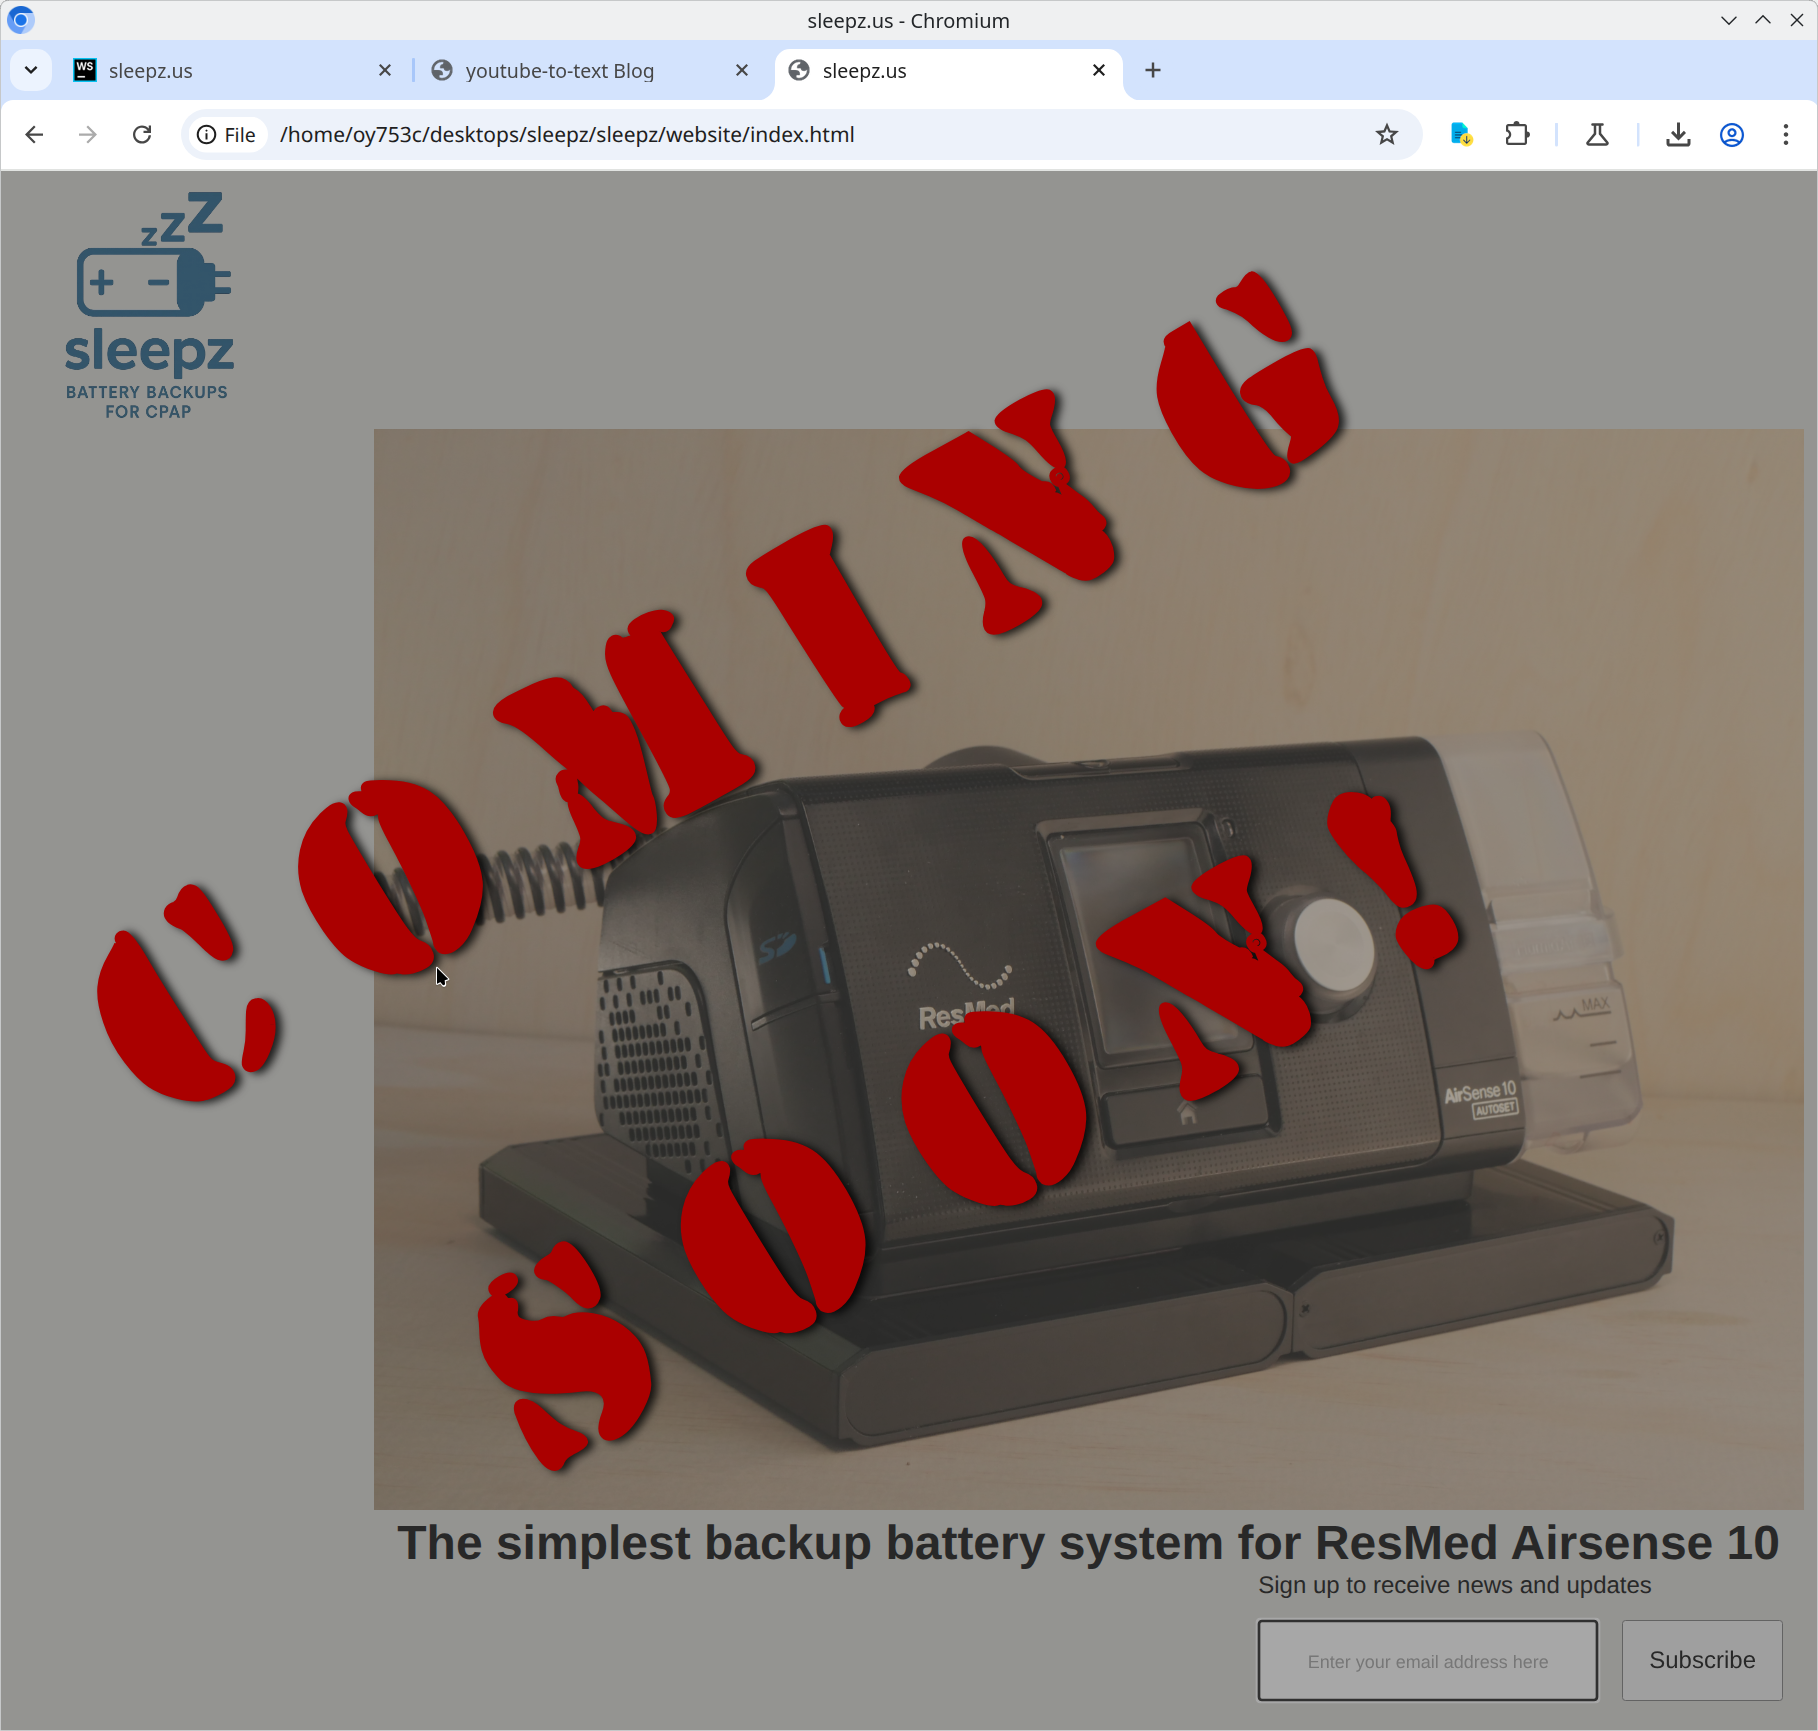 sleepz.us - Chromium
sleepz.us
youtube-to-text Blog
sleepz.us
File
/home/oy753c/desktops/sleepz/sleepz/website/index.html
zzZ
+ -
sleepz
BATTERY BACKUPS
FOR CPAP
COMING
SOON!
SD
ResMed
MAX
AirSense 10
AUTOSET
The simplest backup battery system for ResMed Airsense 10
Sign up to receive news and updates
Enter your email address here
Subscribe